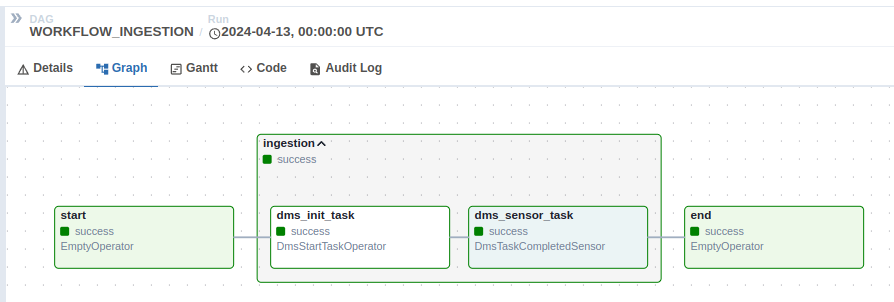 DAG
Run
WORKFLOW_INGESTION / 2024-04-13, 00:00:00 UTC
Details
Graph
Gantt
Code
Audit Log
ingestion
success
start
success
EmptyOperator
dms_init_task
success
DmsStartTaskOperator
dms_sensor_task
success
DmsTaskCompletedSensor
end
success
EmptyOperator